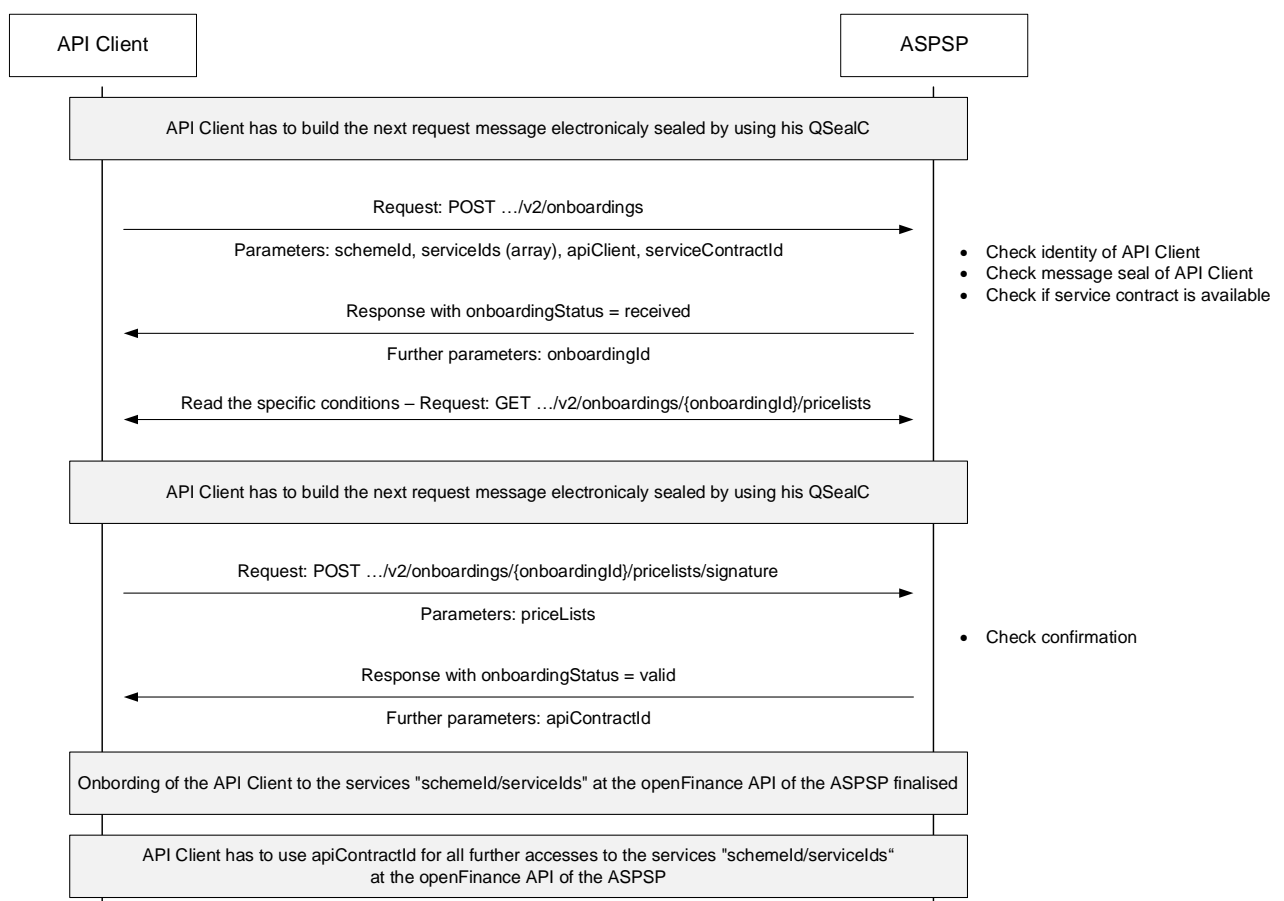 API Client
ASPSP
API Client has to build the next request message electronicaly sealed by using his QSealC
Request: POST …/v2/onboardings
Parameters: schemeId, serviceIds (array), apiClient, serviceContractId
• Check identity of API Client
• Check message seal of API Client
• Check if service contract is available
Response with onboardingStatus = received
Further parameters: onboardingId
Read the specific conditions – Request: GET …/v2/onboardings/{onboardingId}/pricelists
API Client has to build the next request message electronicaly sealed by using his QSealC
Request: POST …/v2/onboardings/{onboardingId}/pricelists/signature
Parameters: priceLists
• Check confirmation
Response with onboardingStatus = valid
Further parameters: apiContractId
Onbording of the API Client to the services "schemeId/serviceIds" at the openFinance API of the ASPSP finalised
API Client has to use apiContractId for all further accesses to the services "schemeId/serviceIds“
at the openFinance API of the ASPSP